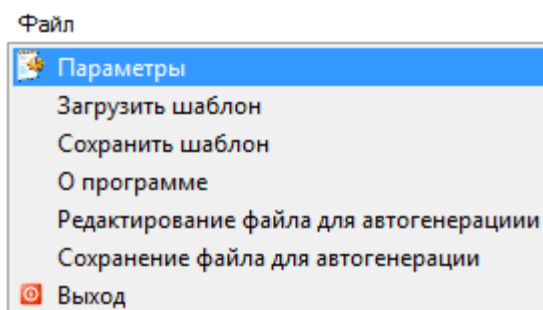 Файл
Параметры
Загрузить шаблон
Сохранить шаблон
О программе
Редактирование файла для автогенерациии
Сохранение файла для автогенерации
Выход